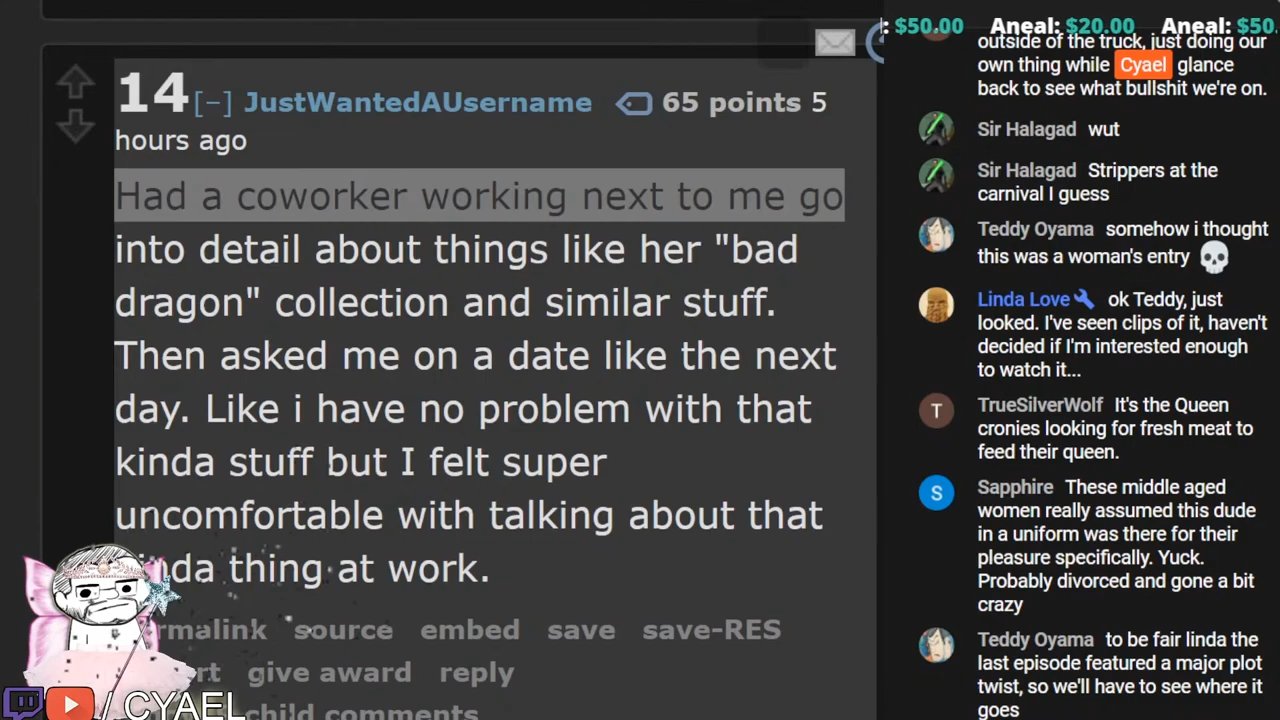 : $50.00 Aneal: $20.00 Aneal: $50.
14 [–] JustWantedAUsername 65 points 5
hours ago
Had a coworker working next to me go
into detail about things like her "bad
dragon" collection and similar stuff.
Then asked me on a date like the next
day. Like i have no problem with that
kinda stuff but I felt super
uncomfortable with talking about that
kinda thing at work.
malink source embed save save-RES
rt give award reply
child comments
/ CYAEL
outside of the truck, just doing our
own thing while Cyael glance
back to see what bullshit we're on.
Sir Halagad wut
Sir Halagad Strippers at the
carnival I guess
Teddy Oyama somehow i thought
this was a woman's entry
Linda Love ok Teddy, just
looked. I've seen clips of it, haven't
decided if I'm interested enough
to watch it...
T TrueSilverWolf It's the Queen
cronies looking for fresh meat to
feed their queen.
S Sapphire These middle aged
women really assumed this dude
in a uniform was there for their
pleasure specifically. Yuck.
Probably divorced and gone a bit
crazy
Teddy Oyama to be fair linda the
last episode featured a major plot
twist, so we'll have to see where it
goes